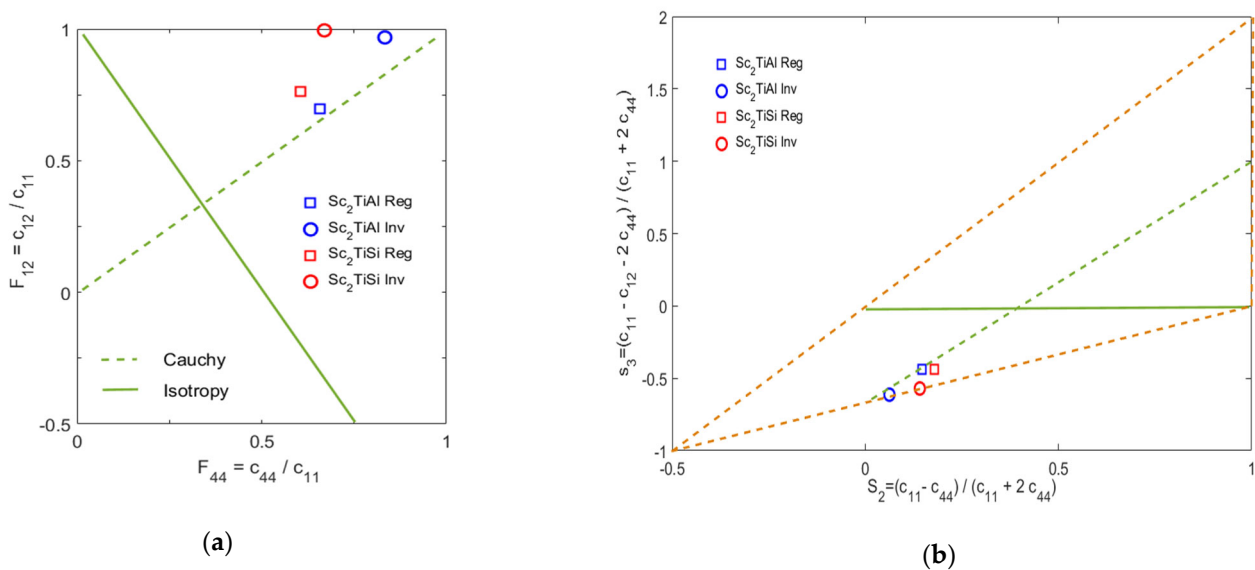 1
0.5
0
-0.5
0
0.5
1
F12 = c12 / c11
F44 = c44 / c11
Sc2TiAl Reg
Sc2TiAl Inv
Sc2TiSi Reg
Sc2TiSi Inv
Cauchy
Isotropy
(a)
2
1.5
1
0.5
0
-0.5
-1
-0.5
0
0.5
1
s3=(c11 - c12 - 2 c44) / (c11 + 2 c44)
S2=(c11- c44) / (c11 + 2 c44)
Sc2TiAl Reg
Sc2TiAl Inv
Sc2TiSi Reg
Sc2TiSi Inv
(b)